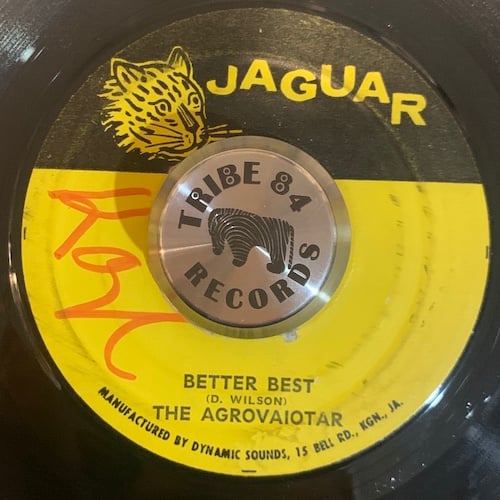 JAGUAR
TRIBE 84
RECORDS
BETTER BEST
(D. WILSON)
THE AGROVAIOTAR
MANUFACTURED BY DYNAMIC SOUNDS, 15 BELL RD., KGN., JA.